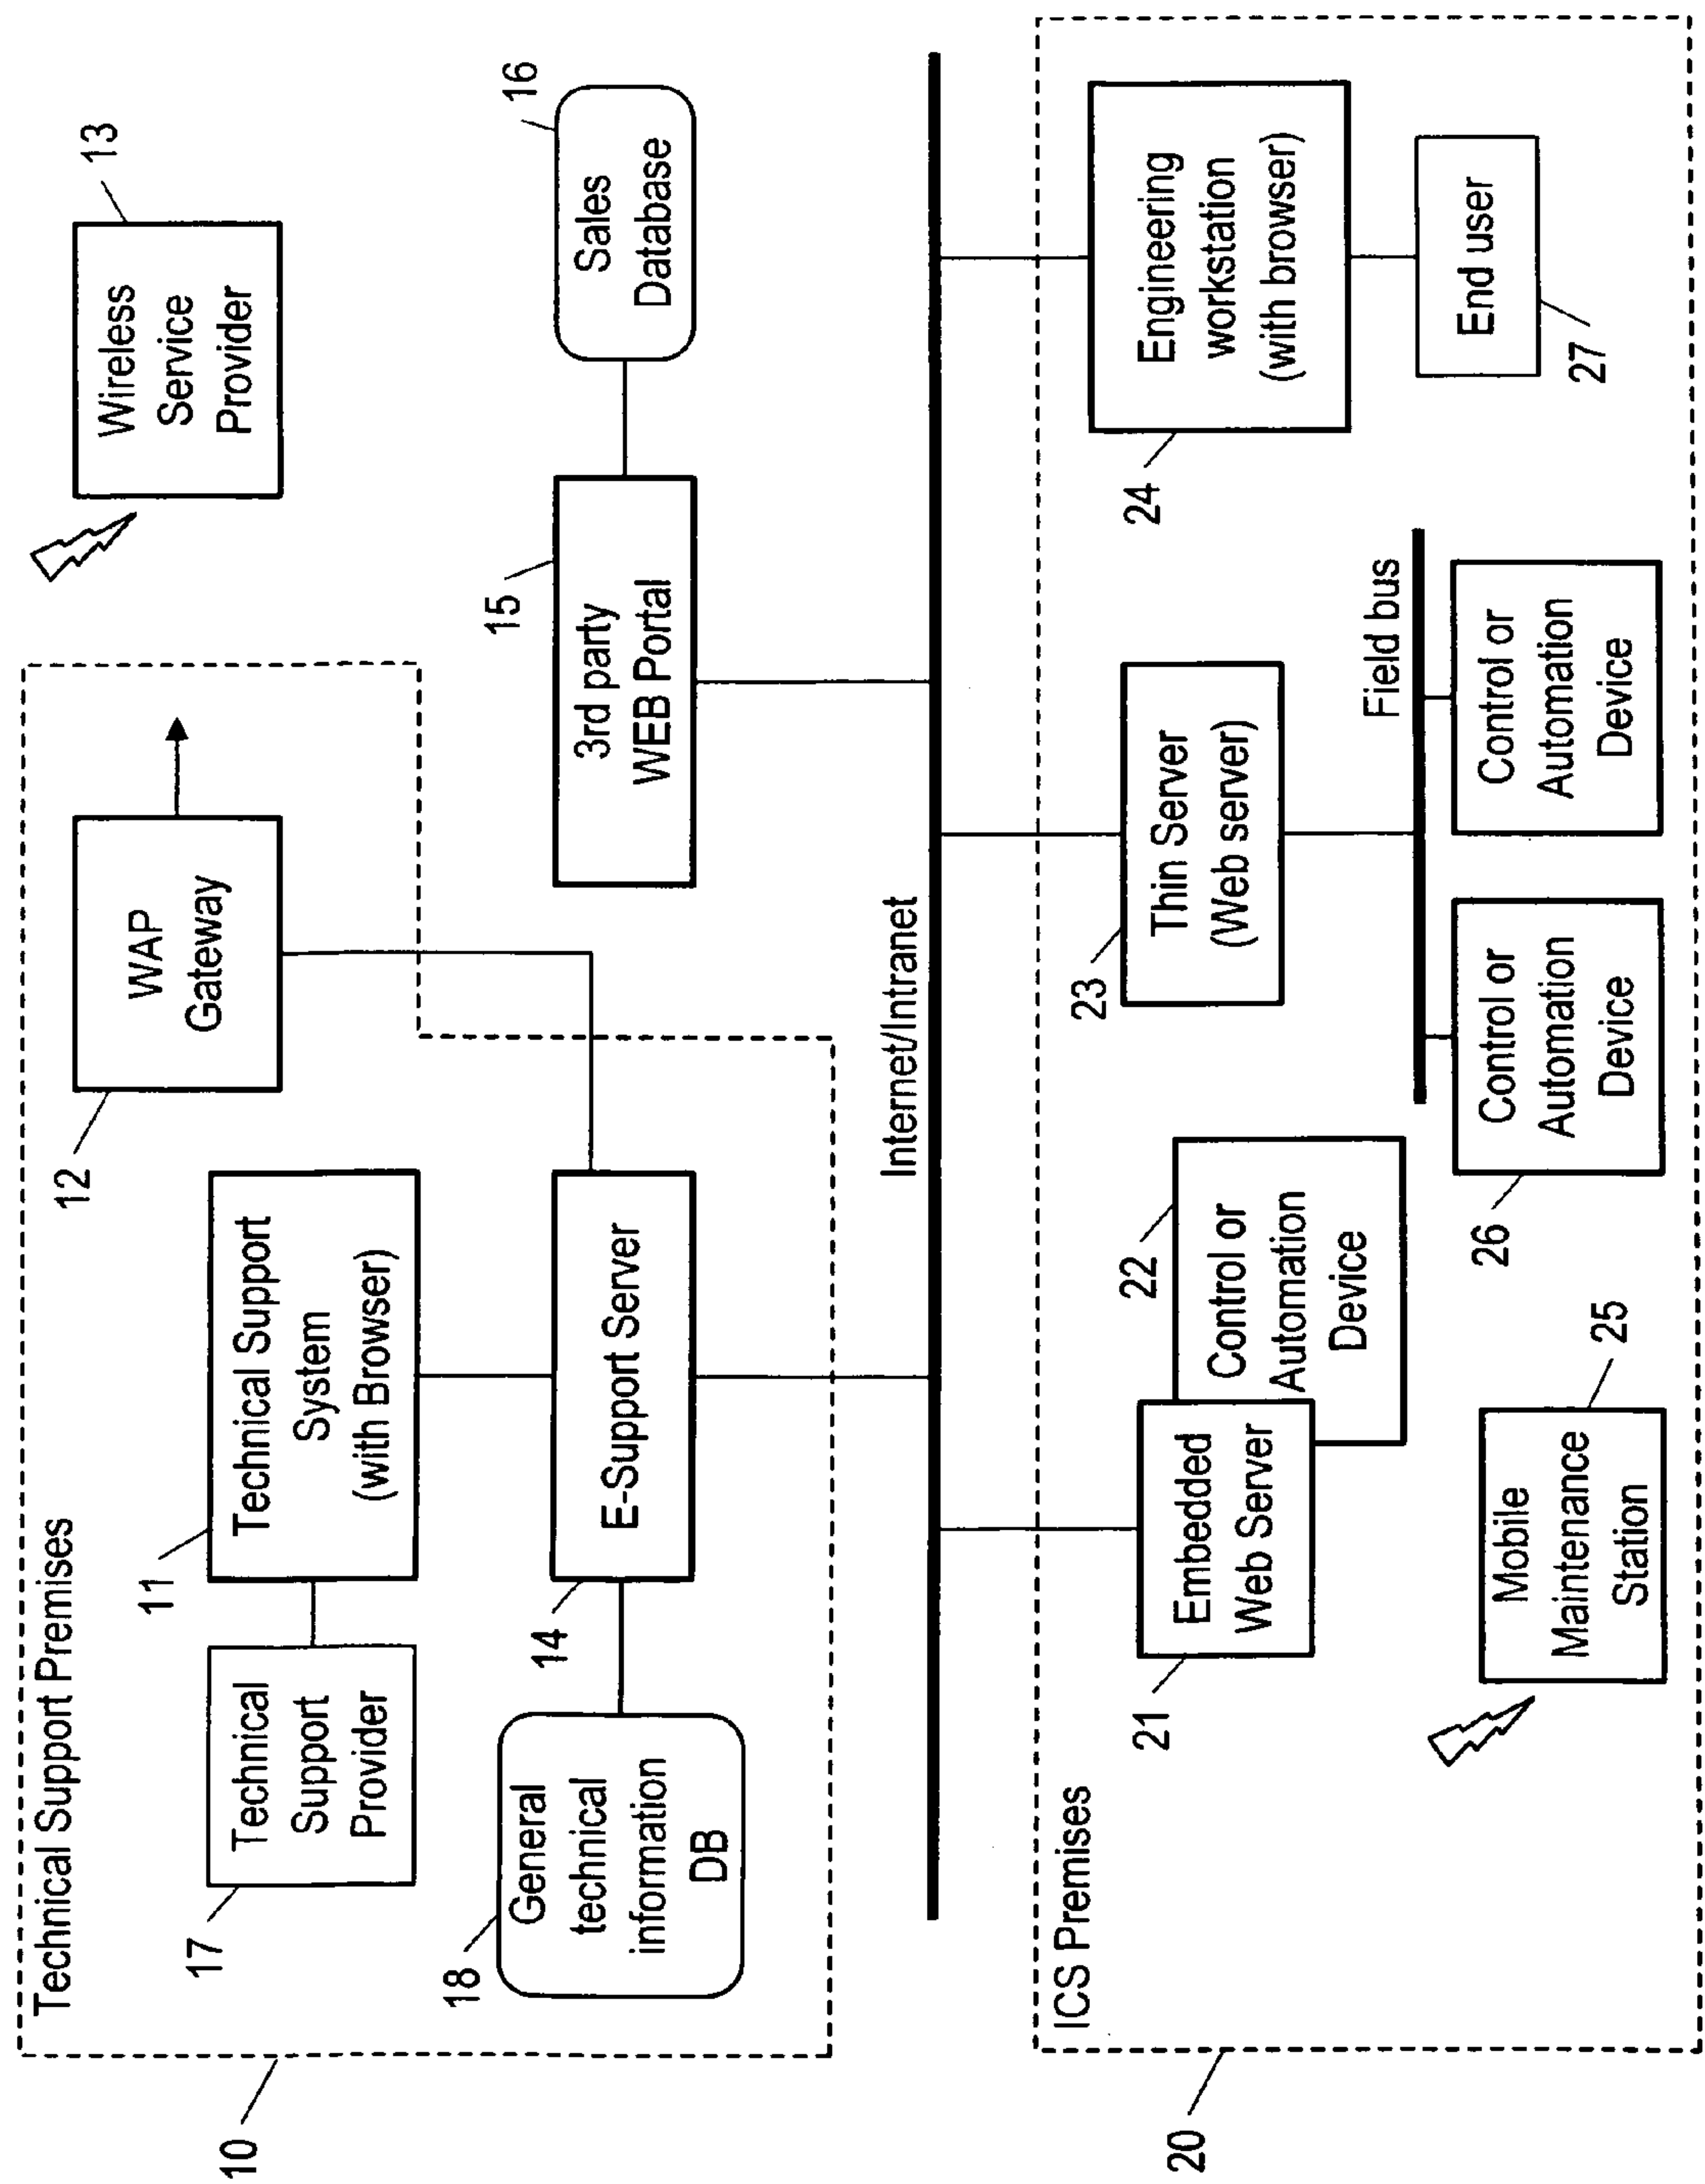 Technical Support Premises
10
17
Technical
Support
Provider
11
Technical Support
System
(with Browser)
12
WAP
Gateway
13
Wireless
Service
Provider
18
General
technical
information
DB
14
E-Support Server
15
3rd party
WEB Portal
16
Sales
Database
Internet/Intranet
ICS Premises
20
21
Embedded
Web Server
22
Control or
Automation
Device
23
Thin Server
(Web server)
24
Engineering
workstation
(with browser)
25
Mobile
Maintenance
Station
Field bus
26
Control or
Automation
Device
Control or
Automation
Device
End user
27